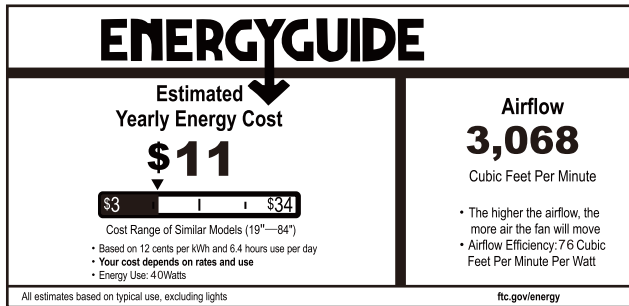 ENERGYGUIDE
Estimated
Yearly Energy Cost
$11
$3 $34
Cost Range of Similar Models (19"—84")
• Based on 12 cents per kWh and 6.4 hours use per day
• Your cost depends on rates and use
• Energy Use: 40Watts
Airflow
3,068
Cubic Feet Per Minute
• The higher the airflow, the
more air the fan will move
• Airflow Efficiency:76 Cubic
Feet Per Minute Per Watt
All estimates based on typical use, excluding lights
ftc.gov/energy